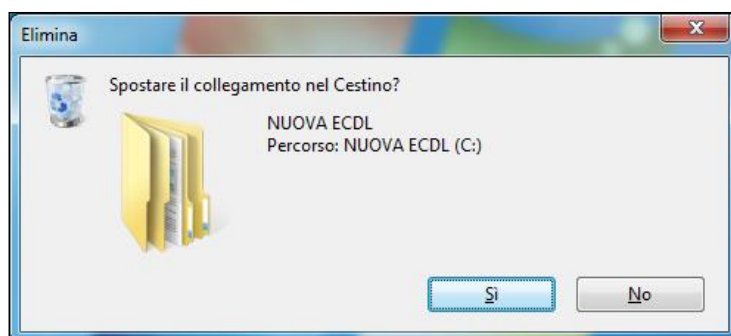 Elimina
Spostare il collegamento nel Cestino?
NUOVA ECDL
Percorso: NUOVA ECDL (C:)
Sì
No